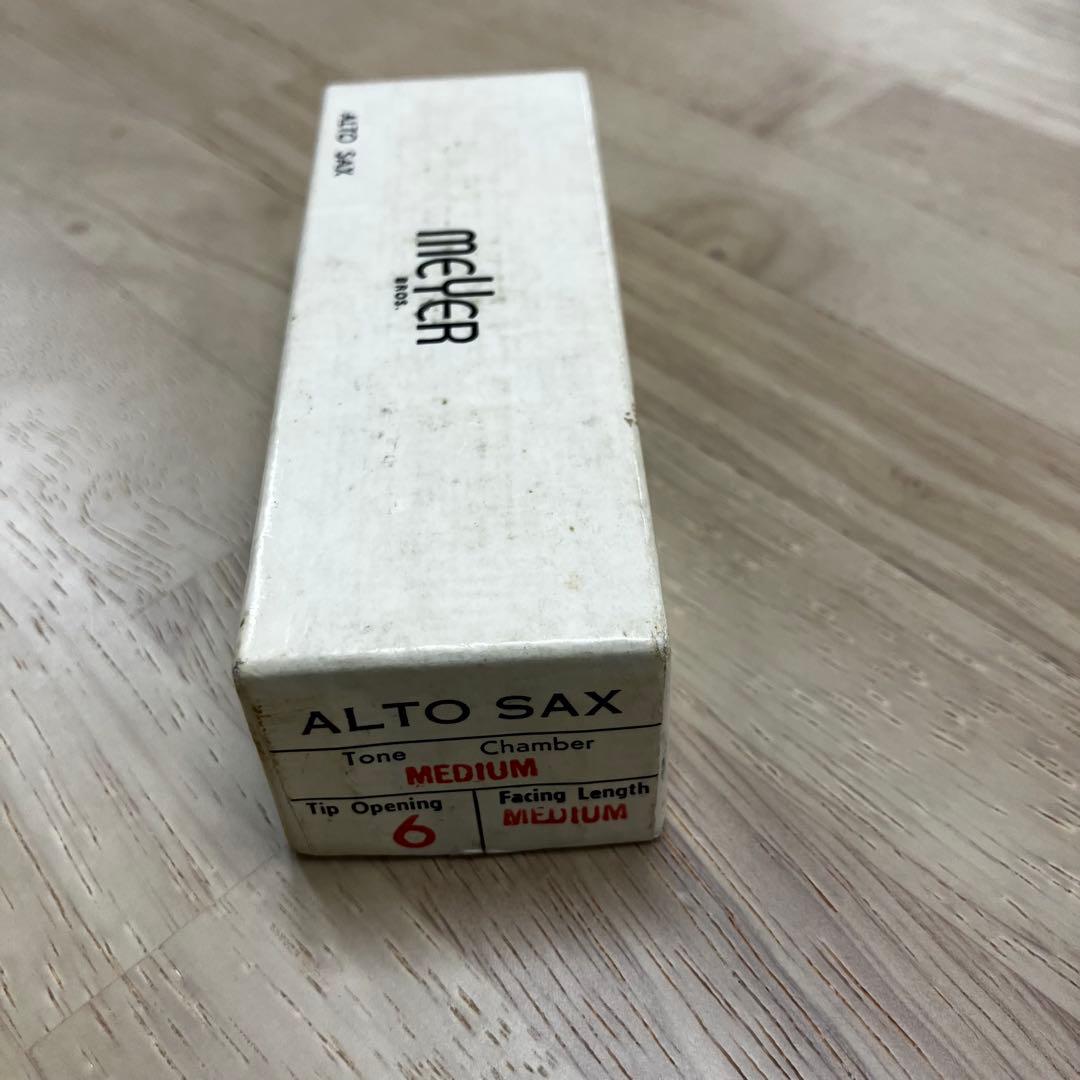 ALTO SAX
MEYER
BROS.
ALTO SAX
Tone Chamber
MEDIUM
Tip Opening
6
Facing Length
MEDIUM